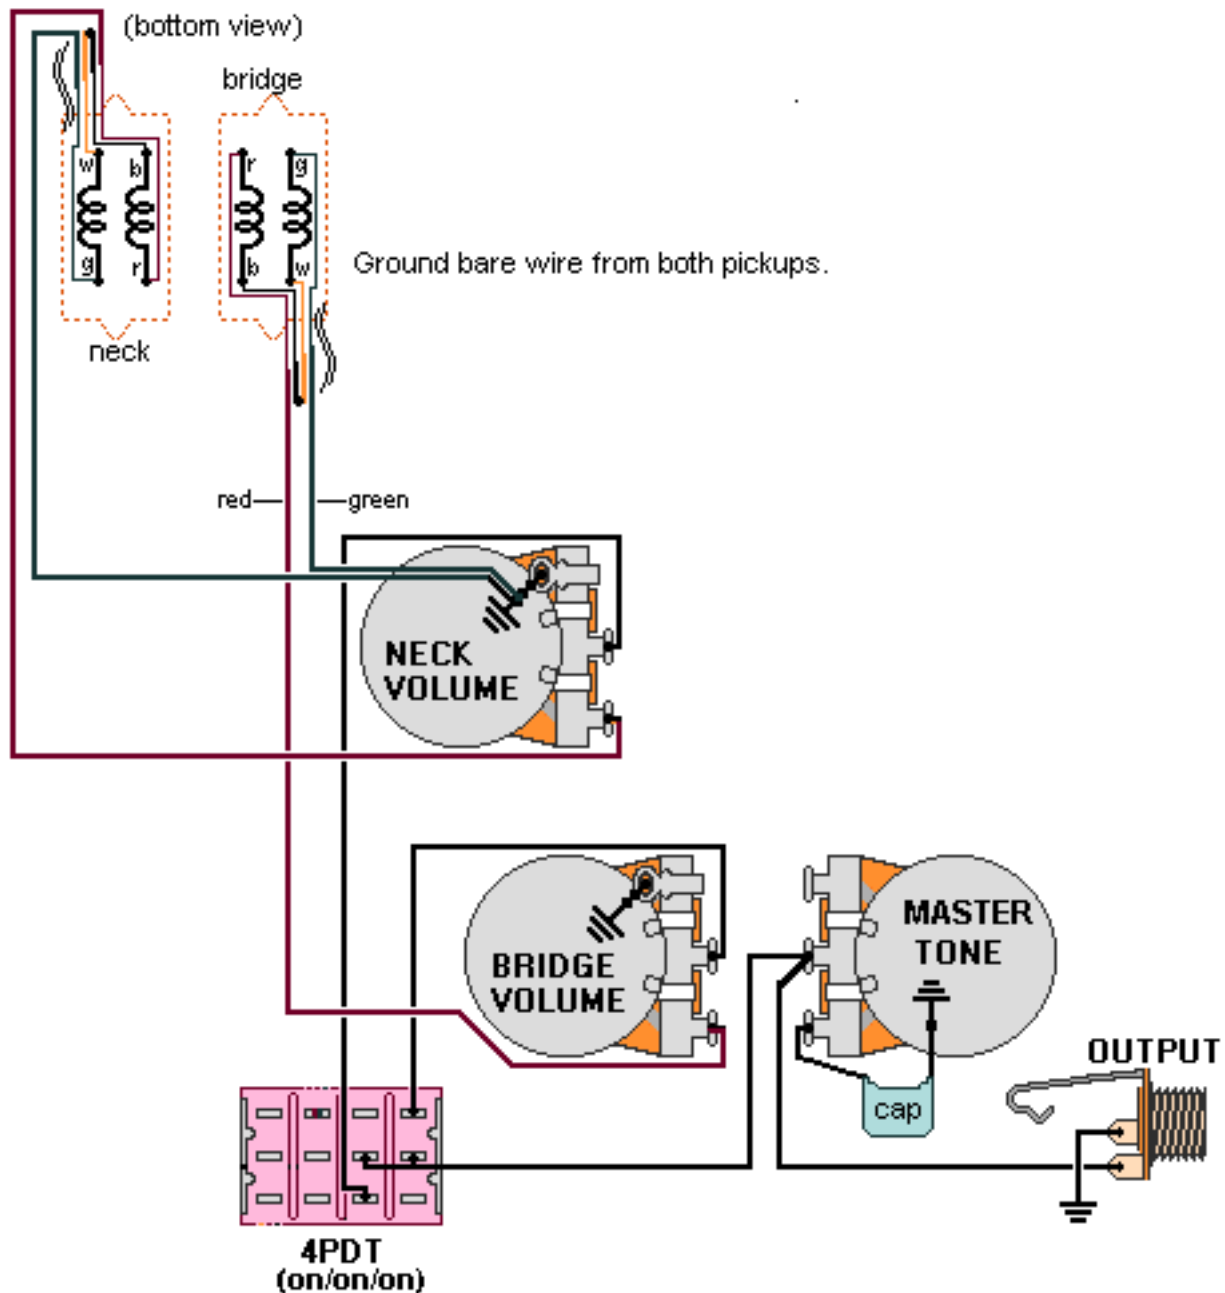 (bottom view)
bridge
w
b
r
g
g
r
b
w
Ground bare wire from both pickups.
neck
red
green
NECK
VOLUME
BRIDGE
VOLUME
MASTER
TONE
OUTPUT
cap
4PDT
(on/on/on)